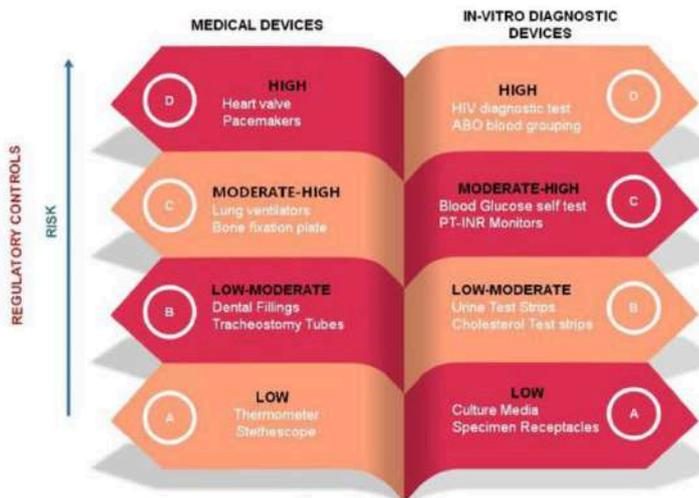 MEDICAL DEVICES
IN-VITRO DIAGNOSTIC
DEVICES
REGULATORY CONTROLS
RISK
D
HIGH
Heart valve
Pacemakers
HIGH
HIV diagnostic test
ABO blood grouping
D
C
MODERATE-HIGH
Lung ventilators
Bone fixation plate
MODERATE-HIGH
Blood Glucose self test
PT-INR Monitors
C
B
LOW-MODERATE
Dental Fillings
Tracheostomy Tubes
LOW-MODERATE
Urine Test Strips
Cholesterol Test strips
B
A
LOW
Thermometer
Stethescope
LOW
Culture Media
Specimen Receptacles
A